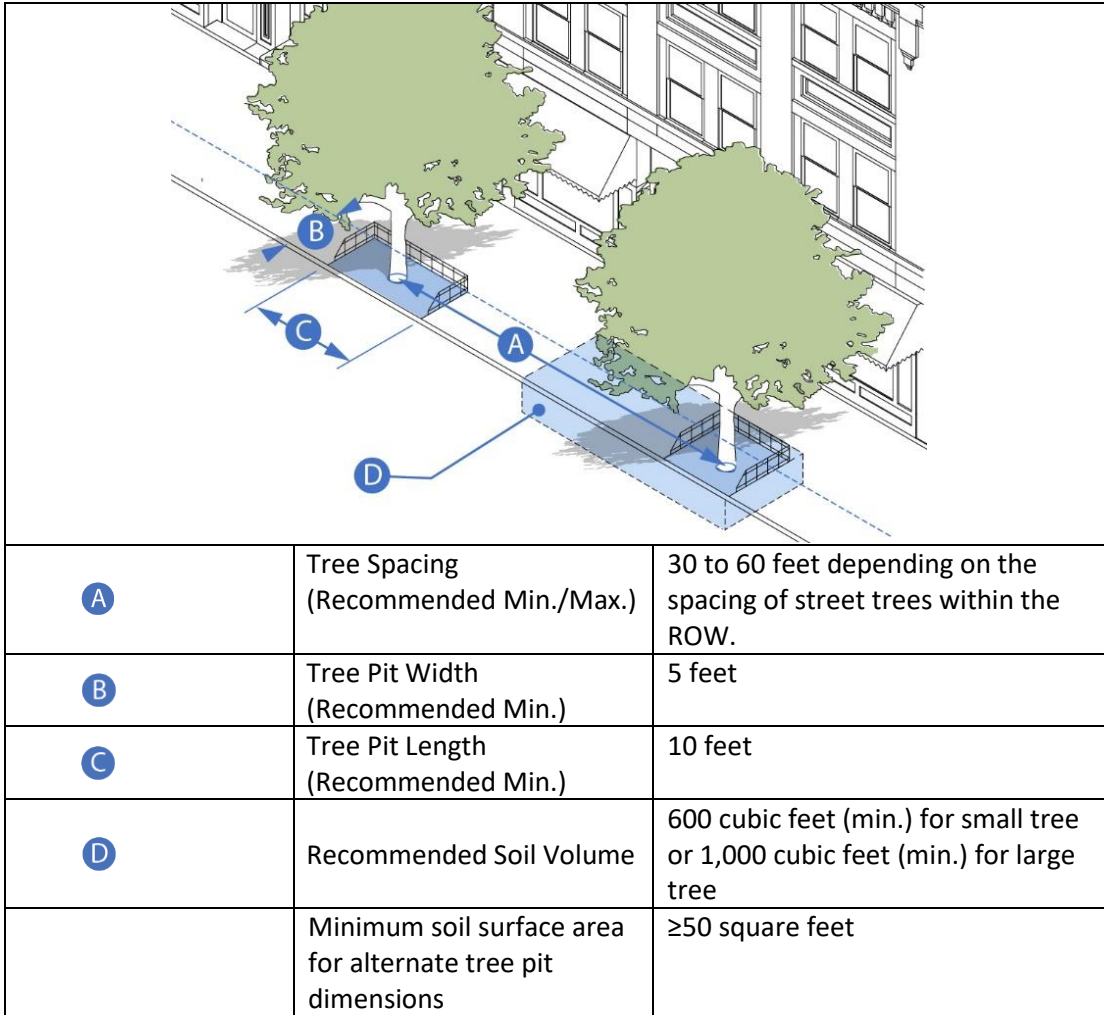 B
C
A
D
A
Tree Spacing
(Recommended Min./Max.)
30 to 60 feet depending on the
spacing of street trees within the
ROW.
B
Tree Pit Width
(Recommended Min.)
5 feet
C
Tree Pit Length
(Recommended Min.)
10 feet
D
Recommended Soil Volume
600 cubic feet (min.) for small tree
or 1,000 cubic feet (min.) for large
tree
Minimum soil surface area
for alternate tree pit
dimensions
≥50 square feet